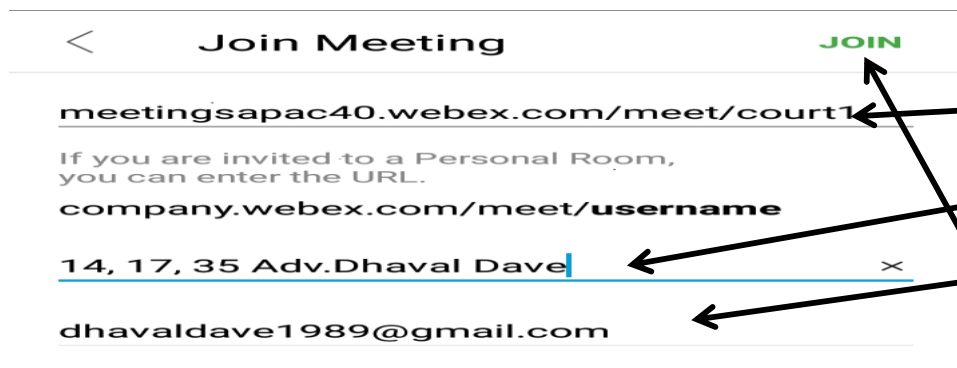 < Join Meeting JOIN
meetingsapac40.webex.com/meet/court1
If you are invited to a Personal Room,
you can enter the URL.
company.webex.com/meet/username
14, 17, 35 Adv.Dhaval Dave ×
dhavaldave1989@gmail.com